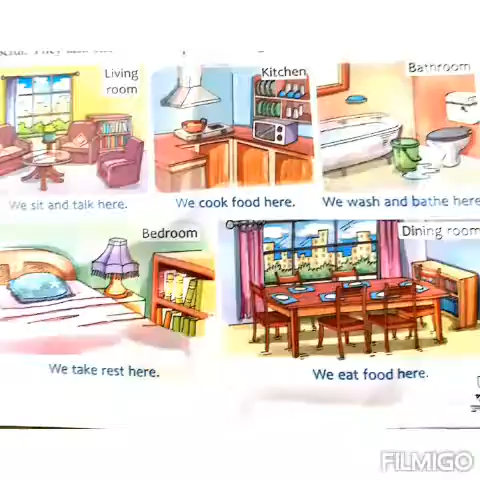 Living
room
Kitchen
Bathroom
We sit and talk here.
We cook food here.
We wash and bathe here
Bedroom
Dining room
We take rest here.
We eat food here.
FILMIGO